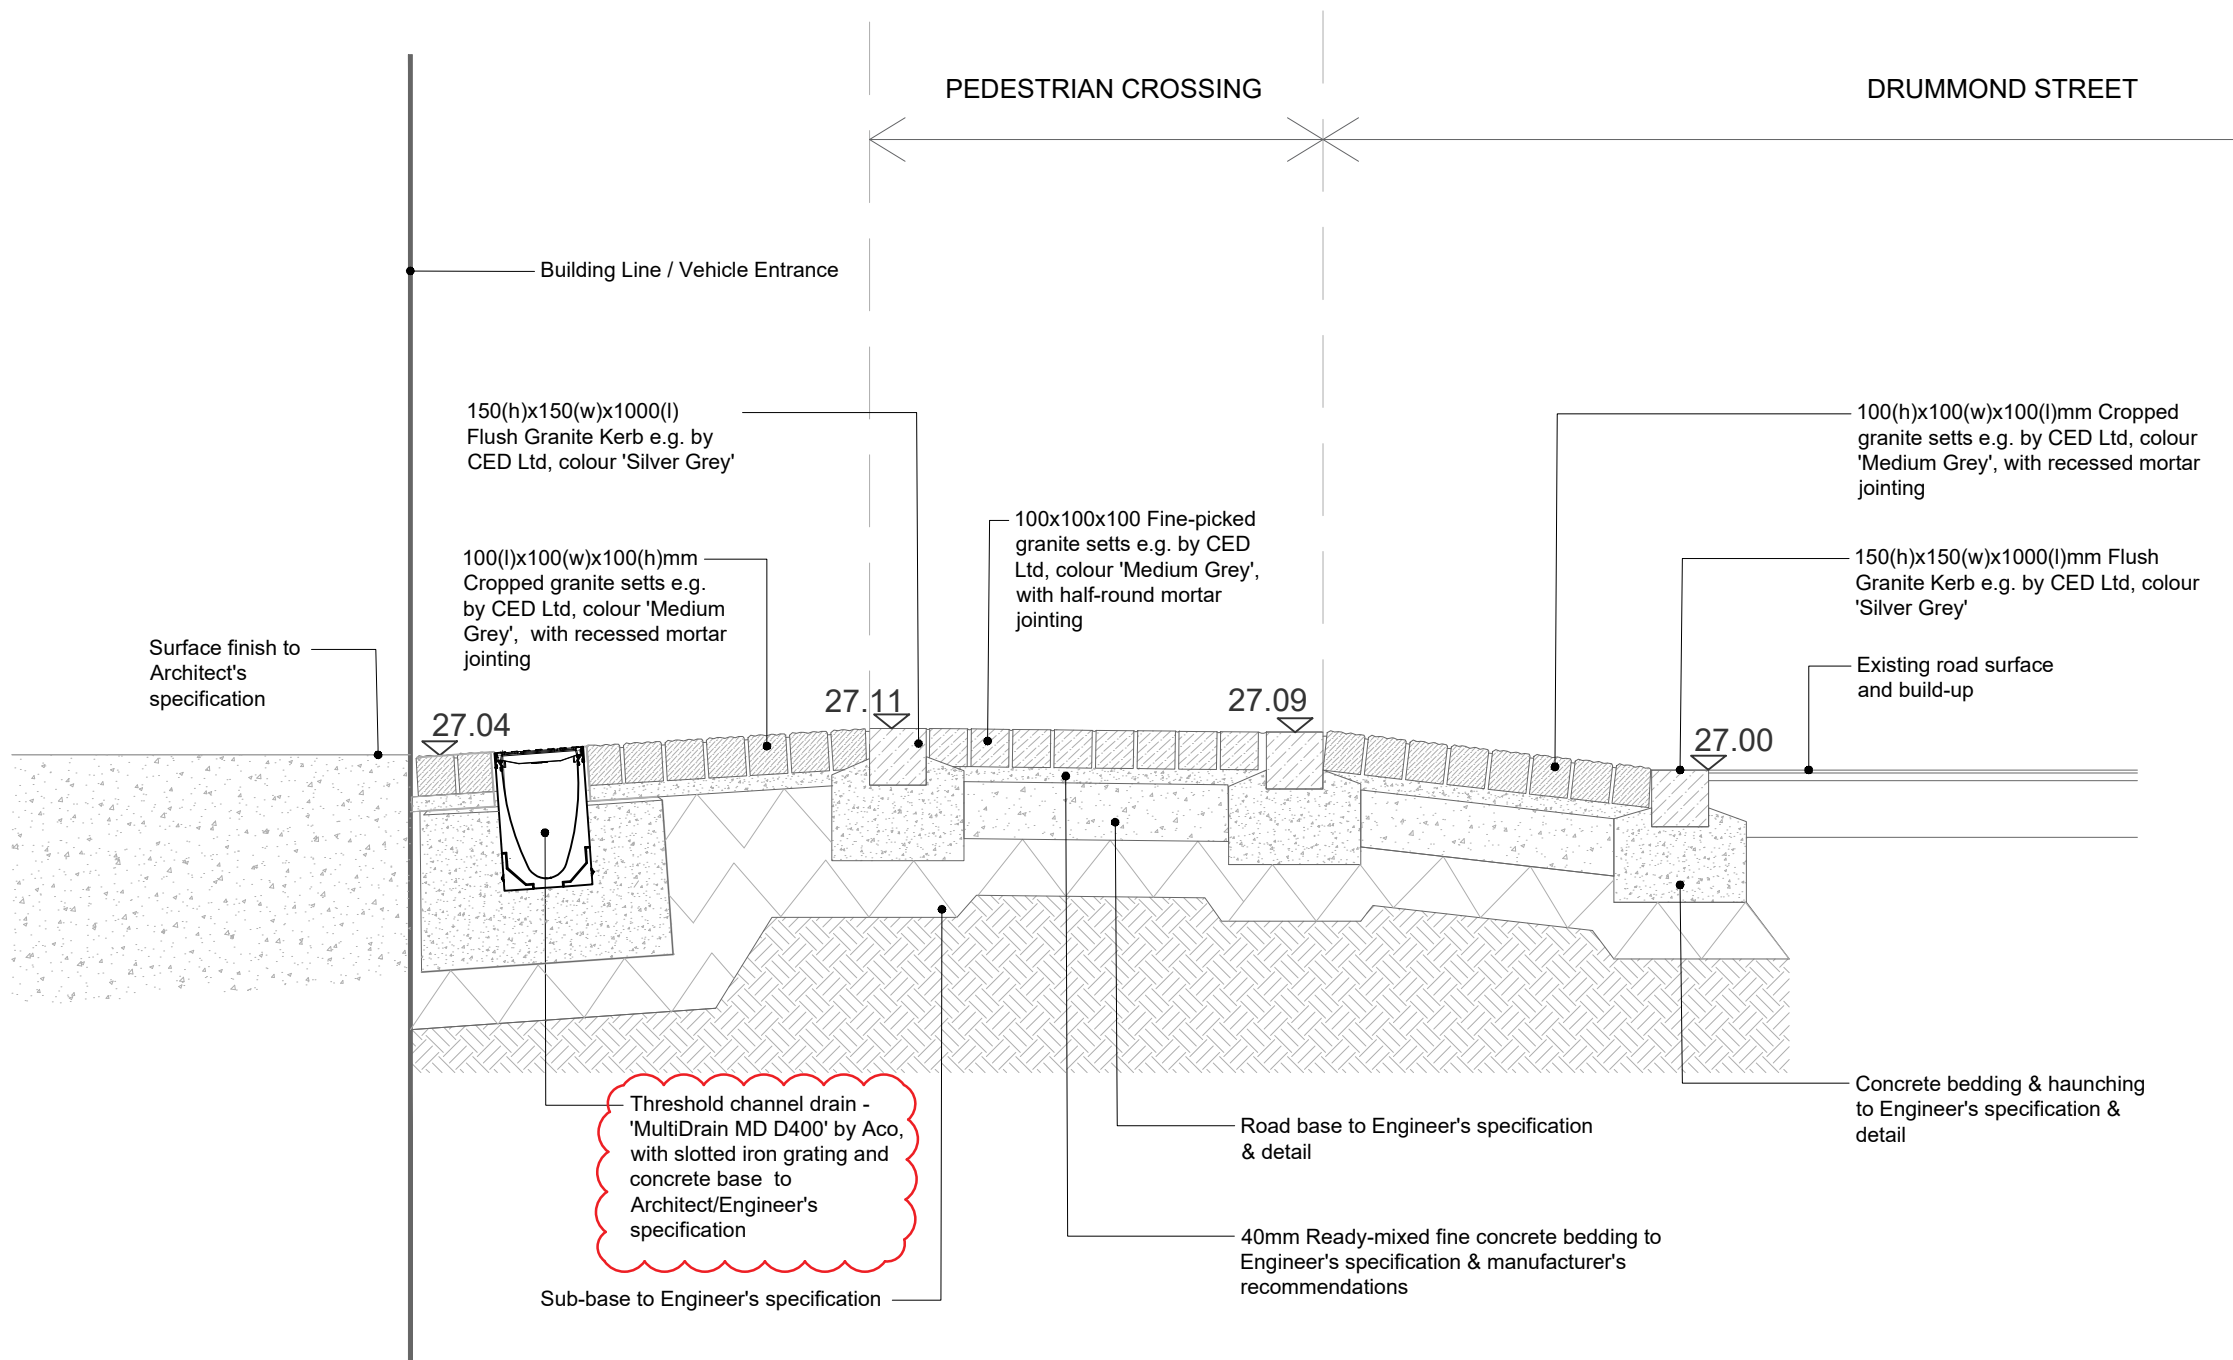 PEDESTRIAN CROSSING
DRUMMOND STREET
Building Line / Vehicle Entrance
150(h)x150(w)x1000(l)
Flush Granite Kerb e.g. by
CED Ltd, colour 'Silver Grey'
100(h)x100(w)x100(l)mm Cropped
granite setts e.g. by CED Ltd, colour
'Medium Grey', with recessed mortar
jointing
100x100x100 Fine-picked
granite setts e.g. by CED
Ltd, colour 'Medium Grey',
with half-round mortar
jointing
100(l)x100(w)x100(h)mm
Cropped granite setts e.g.
by CED Ltd, colour 'Medium
Grey',  with recessed mortar
jointing
150(h)x150(w)x1000(l)mm Flush
Granite Kerb e.g. by CED Ltd, colour
'Silver Grey'
Surface finish to
Architect's
specification
Existing road surface
and build-up
27.04
27.11
27.09
27.00
Threshold channel drain -
'MultiDrain MD D400' by Aco,
with slotted iron grating and
concrete base  to
Architect/Engineer's
specification
Sub-base to Engineer's specification
Road base to Engineer's specification
& detail
40mm Ready-mixed fine concrete bedding to
Engineer's specification & manufacturer's
recommendations
Concrete bedding & haunching
to Engineer's specification &
detail